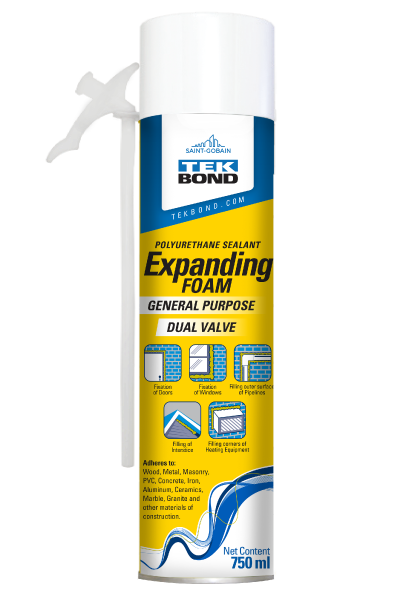 SAINT-GOBAIN
TEK
BOND
TEKBOND.COM
POLYURETHANE SEALANT
Expanding
FOAM
GENERAL PURPOSE
DUAL VALVE
Fixation
of Doors
Fixation
of Windows
Filling outer surface
of Pipelines
Filling of
Interstice
Filling corners of
Heating Equipment
Adheres to:
Wood, Metal, Masonry,
PVC, Concrete, Iron,
Aluminum, Ceramics,
Marble, Granite and
other materials of
construction.
Net Content
750 ml